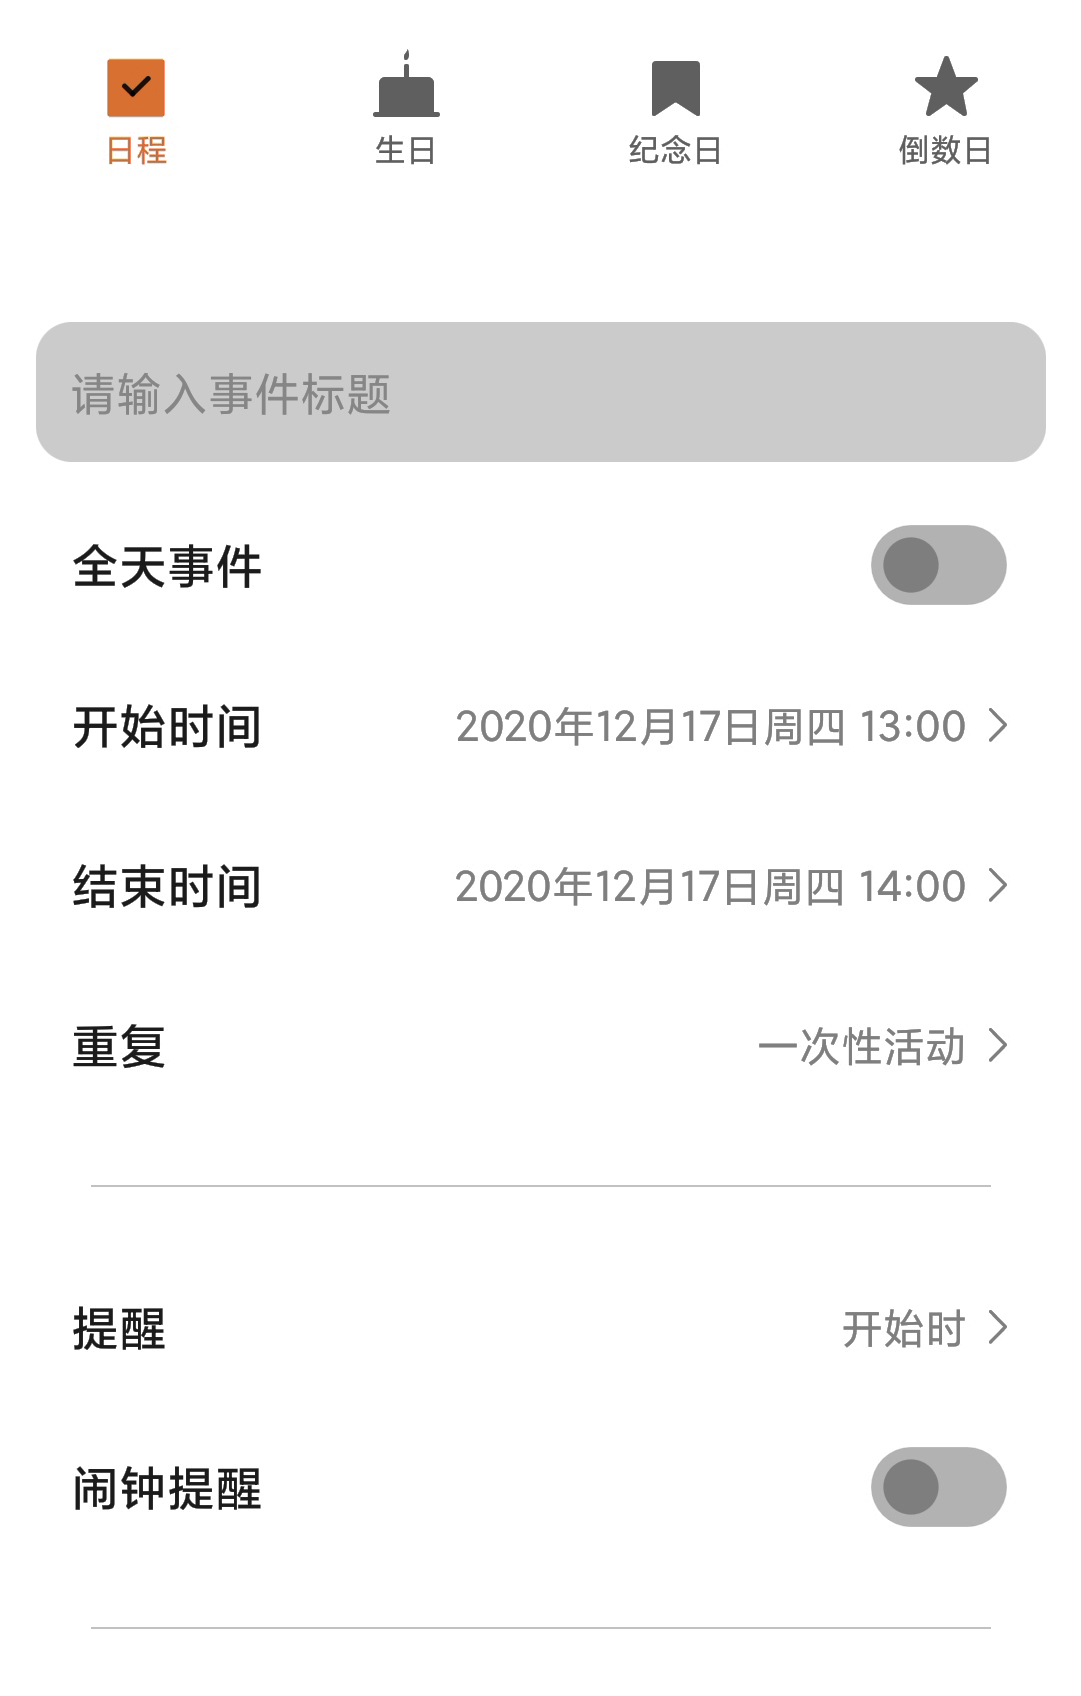 日程 生日 纪念日 倒数日
请输入事件标题
全天事件
开始时间 2020年12月17日周四 13:00
结束时间 2020年12月17日周四 14:00
重复 一次性活动
提醒 开始时
闹钟提醒